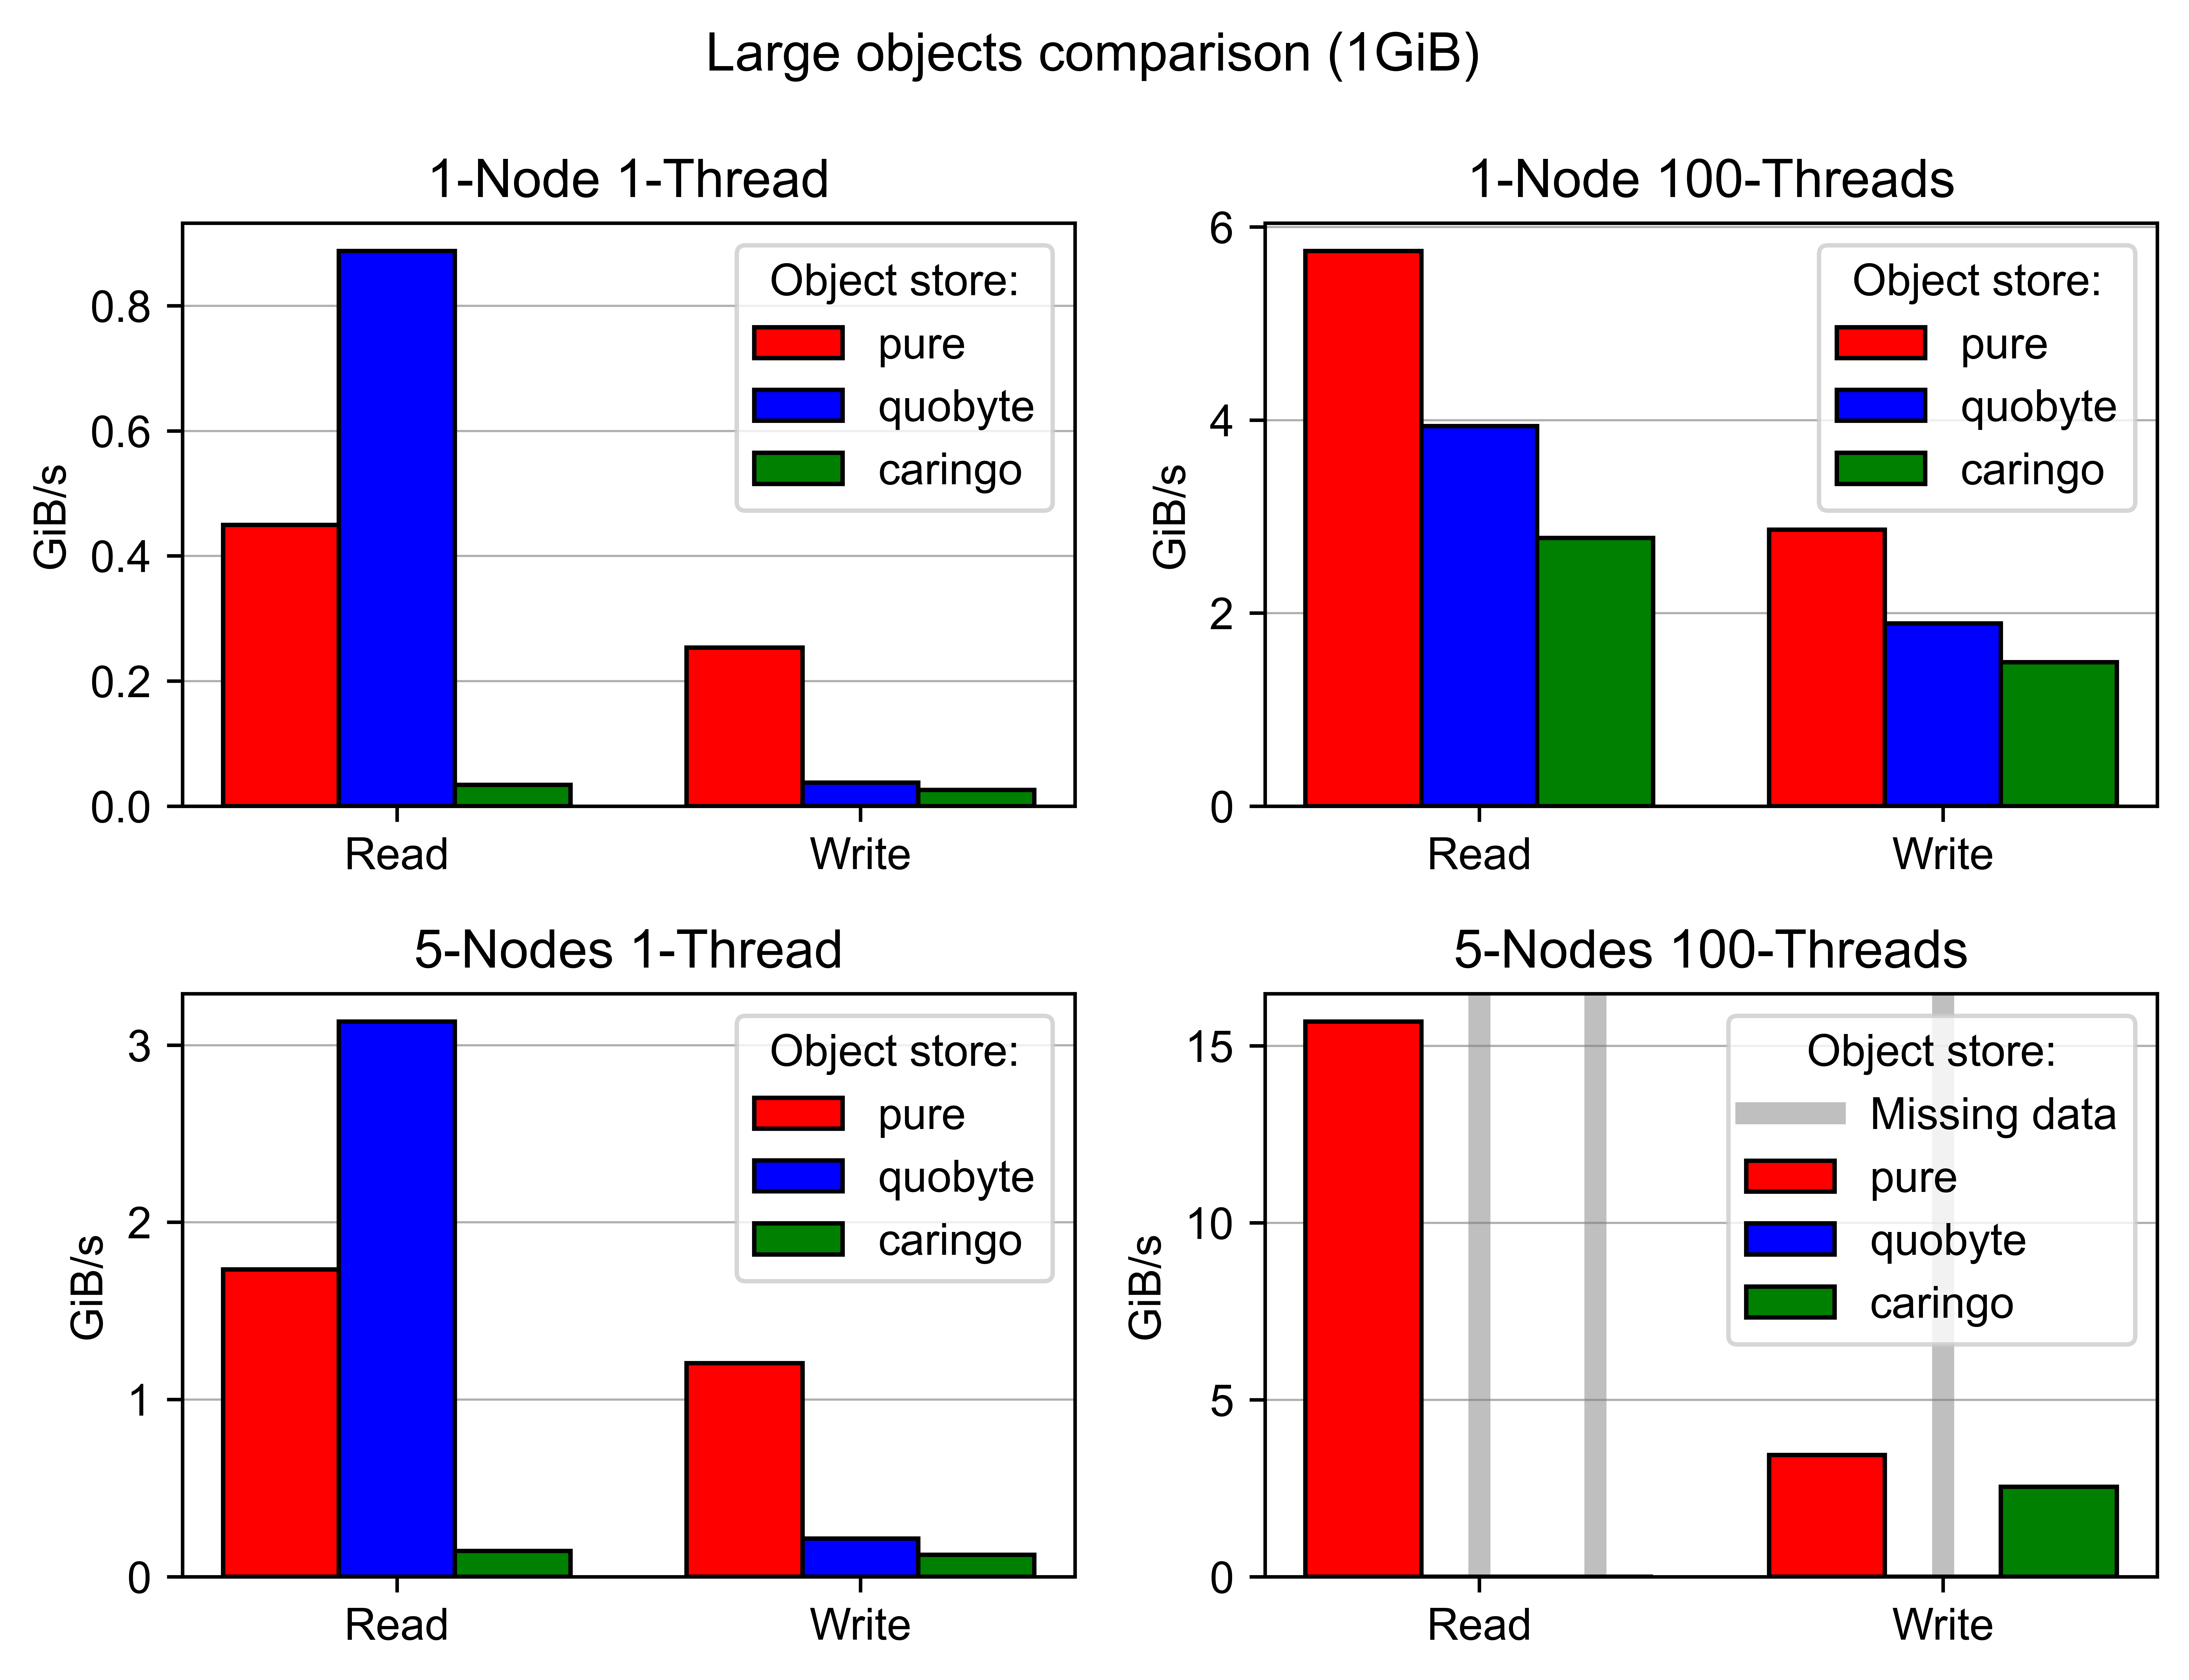 Large objects comparison (1GiB)
1-Node 1-Thread
GiB/s
0.8
0.6
0.4
0.2
0.0
Read
Write
Object store:
pure
quobyte
caringo
1-Node 100-Threads
GiB/s
6
4
2
0
Read
Write
Object store:
pure
quobyte
caringo
5-Nodes 1-Thread
GiB/s
3
2
1
0
Read
Write
Object store:
pure
quobyte
caringo
5-Nodes 100-Threads
GiB/s
15
10
5
0
Read
Write
Object store:
Missing data
pure
quobyte
caringo